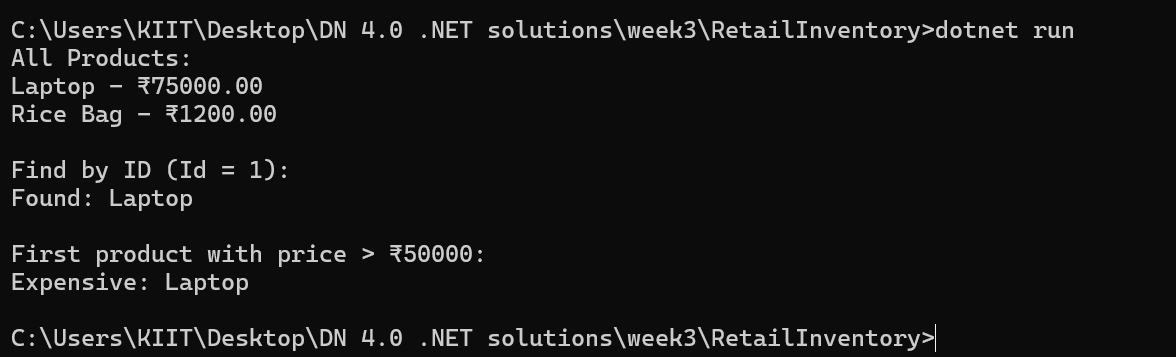 C:\Users\KIIT\Desktop\DN 4.0 .NET solutions\week3\RetailInventory>dotnet run
All Products:
Laptop - ₹75000.00
Rice Bag - ₹1200.00

Find by ID (Id = 1):
Found: Laptop

First product with price > ₹50000:
Expensive: Laptop

C:\Users\KIIT\Desktop\DN 4.0 .NET solutions\week3\RetailInventory>